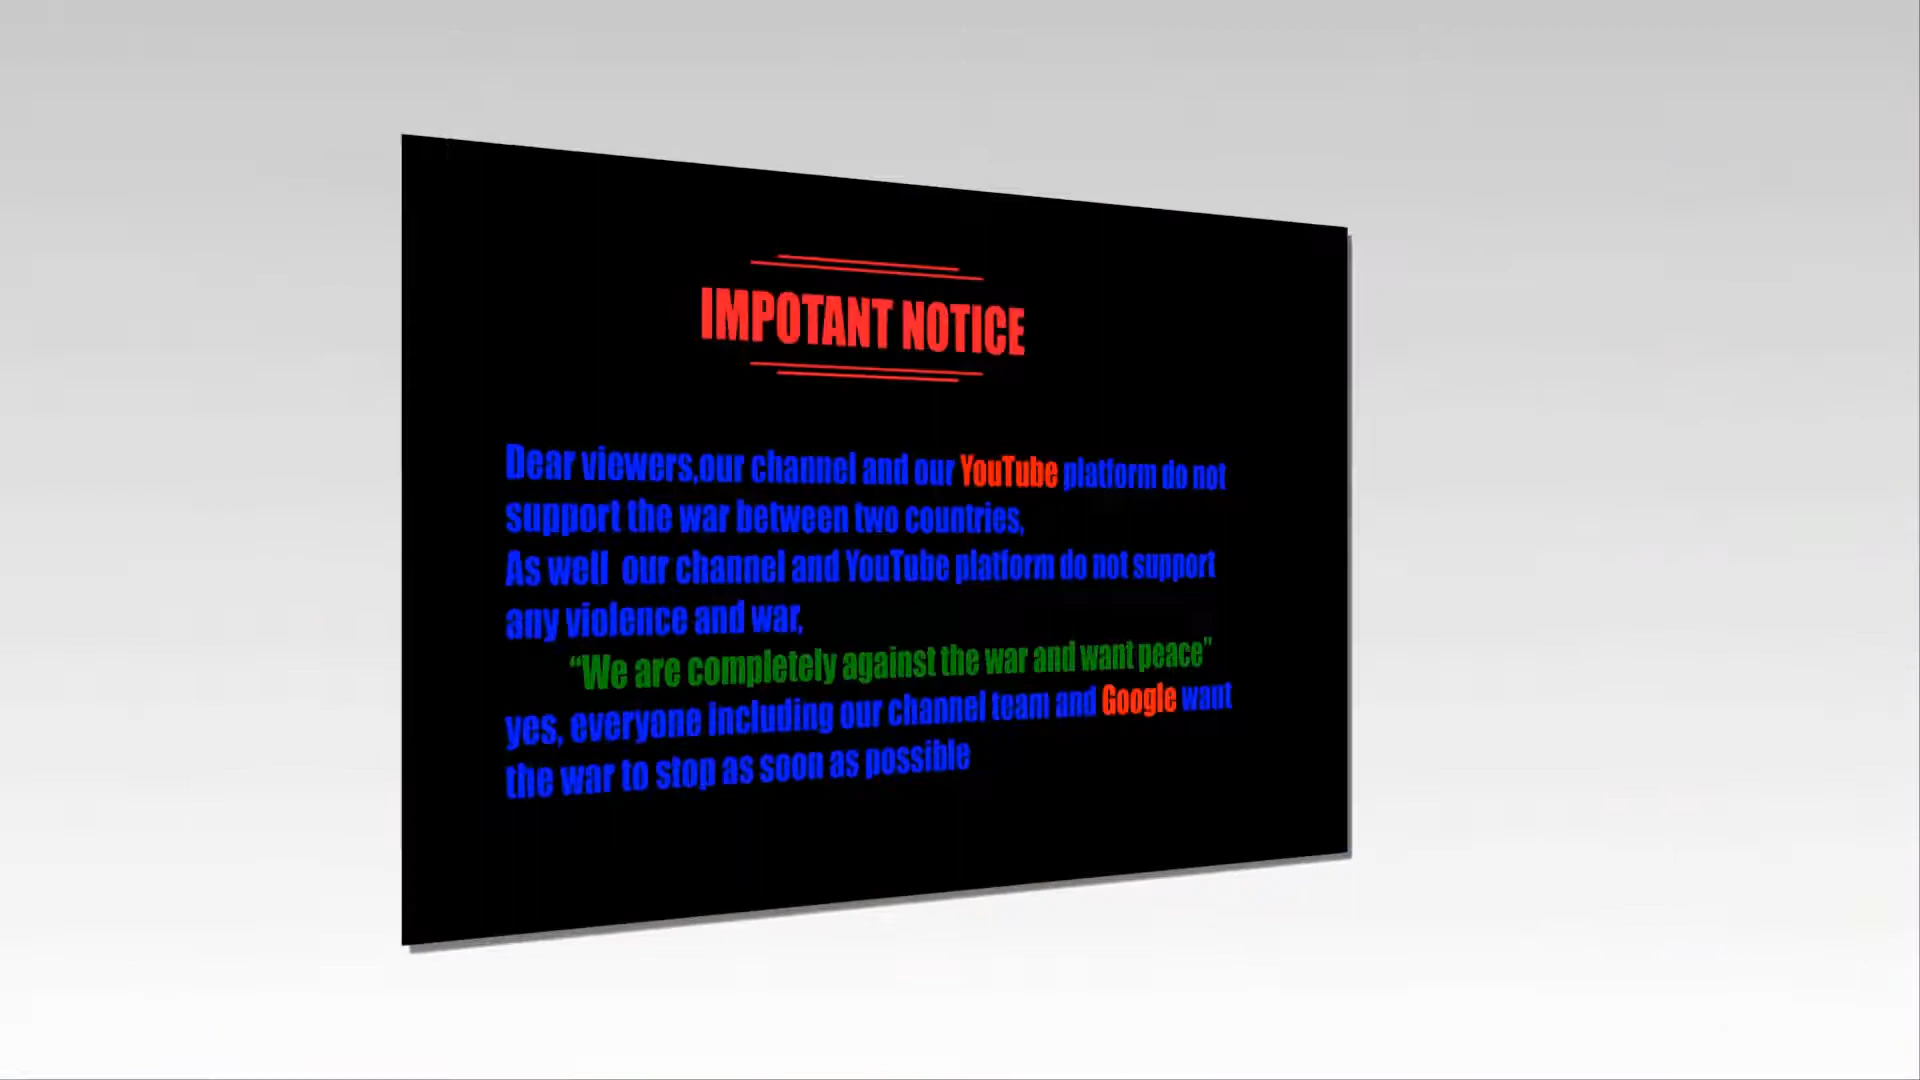 IMPOTANT NOTICE
Dear viewers,our channel and our YouTube platform do not
support the war between two countries,
As well our channel and YouTube platform do not support
any violence and war,
“We are completely against the war and want peace”
yes, everyone including our channel team and Google want
the war to stop as soon as possible